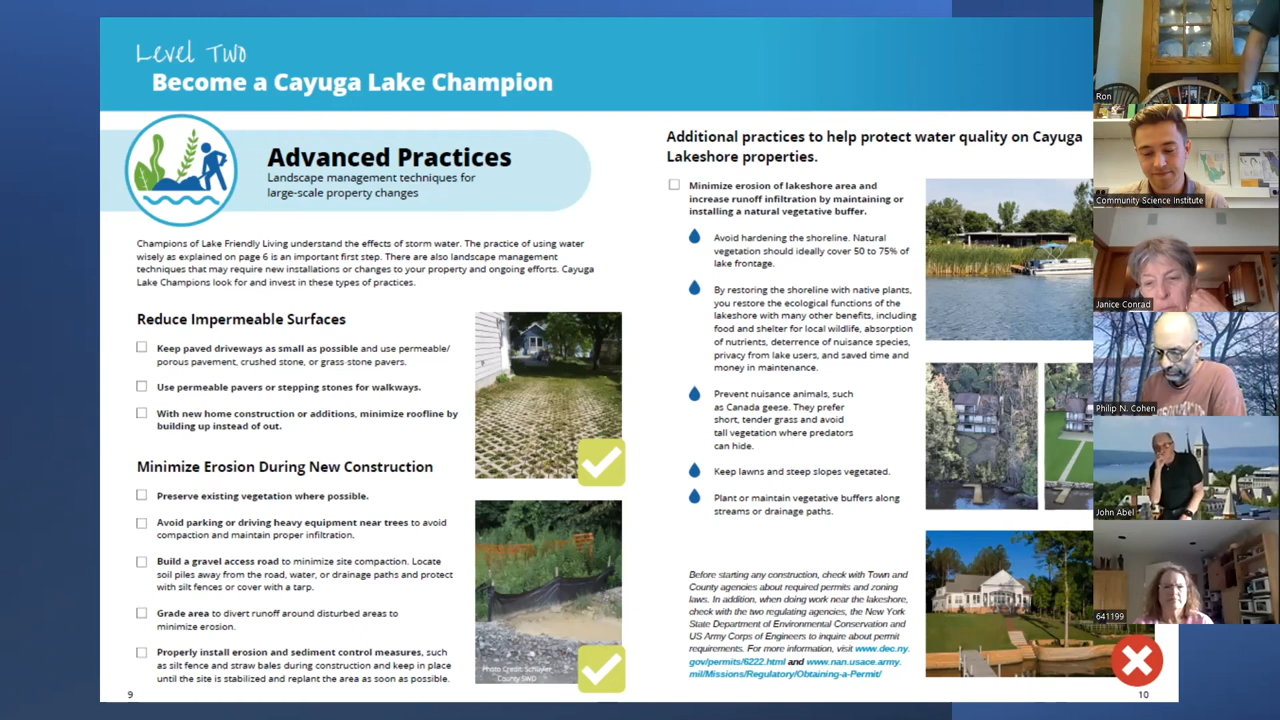 Level Two
Become a Cayuga Lake Champion
Advanced Practices
Landscape management techniques for
large-scale property changes
Champions of Lake Friendly Living understand the effects of storm water. The practice of using water
wisely as explained on page 6 is an important first step. There are also landscape management
techniques that may require new installations or changes to your property and ongoing efforts. Cayuga
Lake Champions look for and invest in these types of practices.
Reduce Impermeable Surfaces
Keep paved driveways as small as possible and use permeable/
porous pavement, crushed stone, or grass-stone pavers.
Use permeable pavers or stepping stones for walkways.
With new home construction or additions, minimize roofline by
building up instead of out.
Minimize Erosion During New Construction
Preserve existing vegetation where possible.
Avoid parking or driving heavy equipment near trees to avoid
compaction and maintain proper infiltration.
Build a gravel access road to minimize site compaction. Locate
soil piles away from the road, water, or drainage paths and protect
with silt fences or cover with a tarp.
Grade area to divert runoff around disturbed areas to
minimize erosion.
Properly install erosion and sediment control measures, such
as silt fence and straw bales during construction and keep in place
until the site is stabilized and replant the area as soon as possible.
Photo Credit: Schuyler
County SWD
9
Additional practices to help protect water quality on Cayuga
Lakeshore properties.
Minimize erosion of lakeshore area and
increase runoff infiltration by maintaining or
installing a natural vegetative buffer.
Avoid hardening the shoreline. Natural
vegetation should ideally cover 50 to 75% of
lake frontage.
By restoring the shoreline with native plants,
you restore the ecological functions of the
lakeshore with many other benefits, including
food and shelter for local wildlife, absorption
of nutrients, deterrence of nuisance species,
privacy from lake users, and saved time and
money in maintenance.
Prevent nuisance animals, such
as Canada geese. They prefer
short, tender grass and avoid
tall vegetation where predators
can hide.
Keep lawns and steep slopes vegetated.
Plant or maintain vegetative buffers along
streams or drainage paths.
Before starting any construction, check with Town and
County agencies about required permits and zoning
laws. In addition, when doing work near the lakeshore,
check with the two regulating agencies, the New York
State Department of Environmental Conservation and
US Army Corps of Engineers to inquire about permit
requirements. For more information, visit www.dec.ny.
gov/permits/6222.html and www.nan.usace.army.
mil/Missions/Regulatory/Obtaining-a-Permit/
10
Ron
Community Science Institute
Janice Conrad
Philip N. Cohen
John Abel
641199